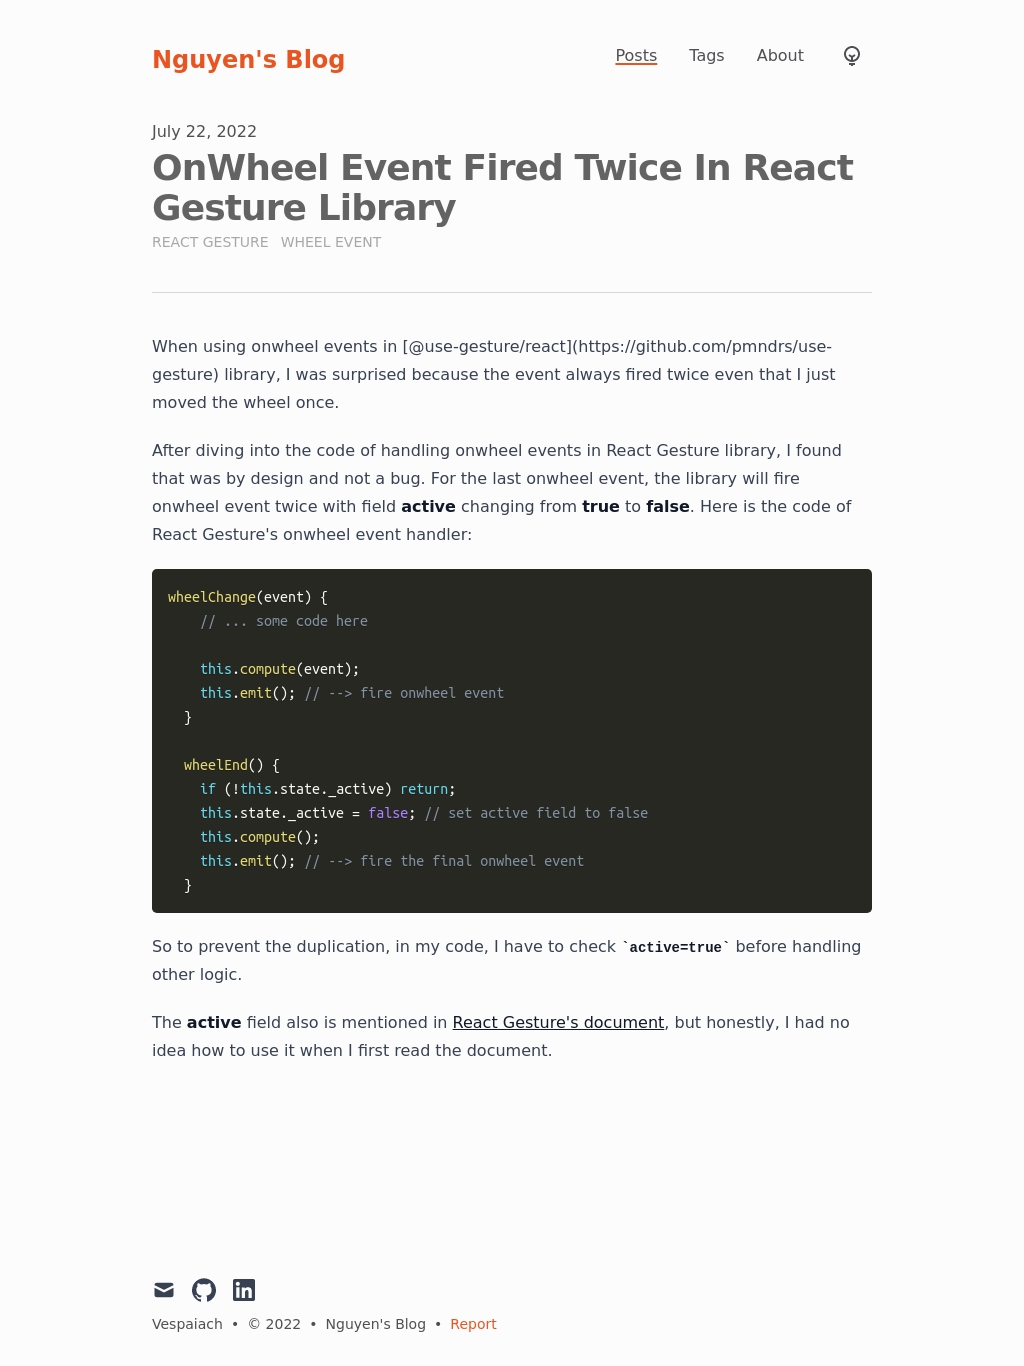 Nguyen's Blog
Posts Tags About
July 22, 2022
OnWheel Event Fired Twice In React
Gesture Library
REACT GESTURE WHEEL EVENT
When using onwheel events in [@use-gesture/react](https://github.com/pmndrs/use-
gesture) library, I was surprised because the event always fired twice even that I just
moved the wheel once.
After diving into the code of handling onwheel events in React Gesture library, I found
that was by design and not a bug. For the last onwheel event, the library will fire
onwheel event twice with field active changing from true to false. Here is the code of
React Gesture's onwheel event handler:
wheelChange(event) {
    // ... some code here
    this.compute(event);
    this.emit(); // --> fire onwheel event
  }
  wheelEnd() {
    if (!this.state._active) return;
    this.state._active = false; // set active field to false
    this.compute();
    this.emit(); // --> fire the final onwheel event
  }
So to prevent the duplication, in my code, I have to check `active=true` before handling
other logic.
The active field also is mentioned in React Gesture's document, but honestly, I had no
idea how to use it when I first read the document.
Vespaiach • © 2022 • Nguyen's Blog • Report